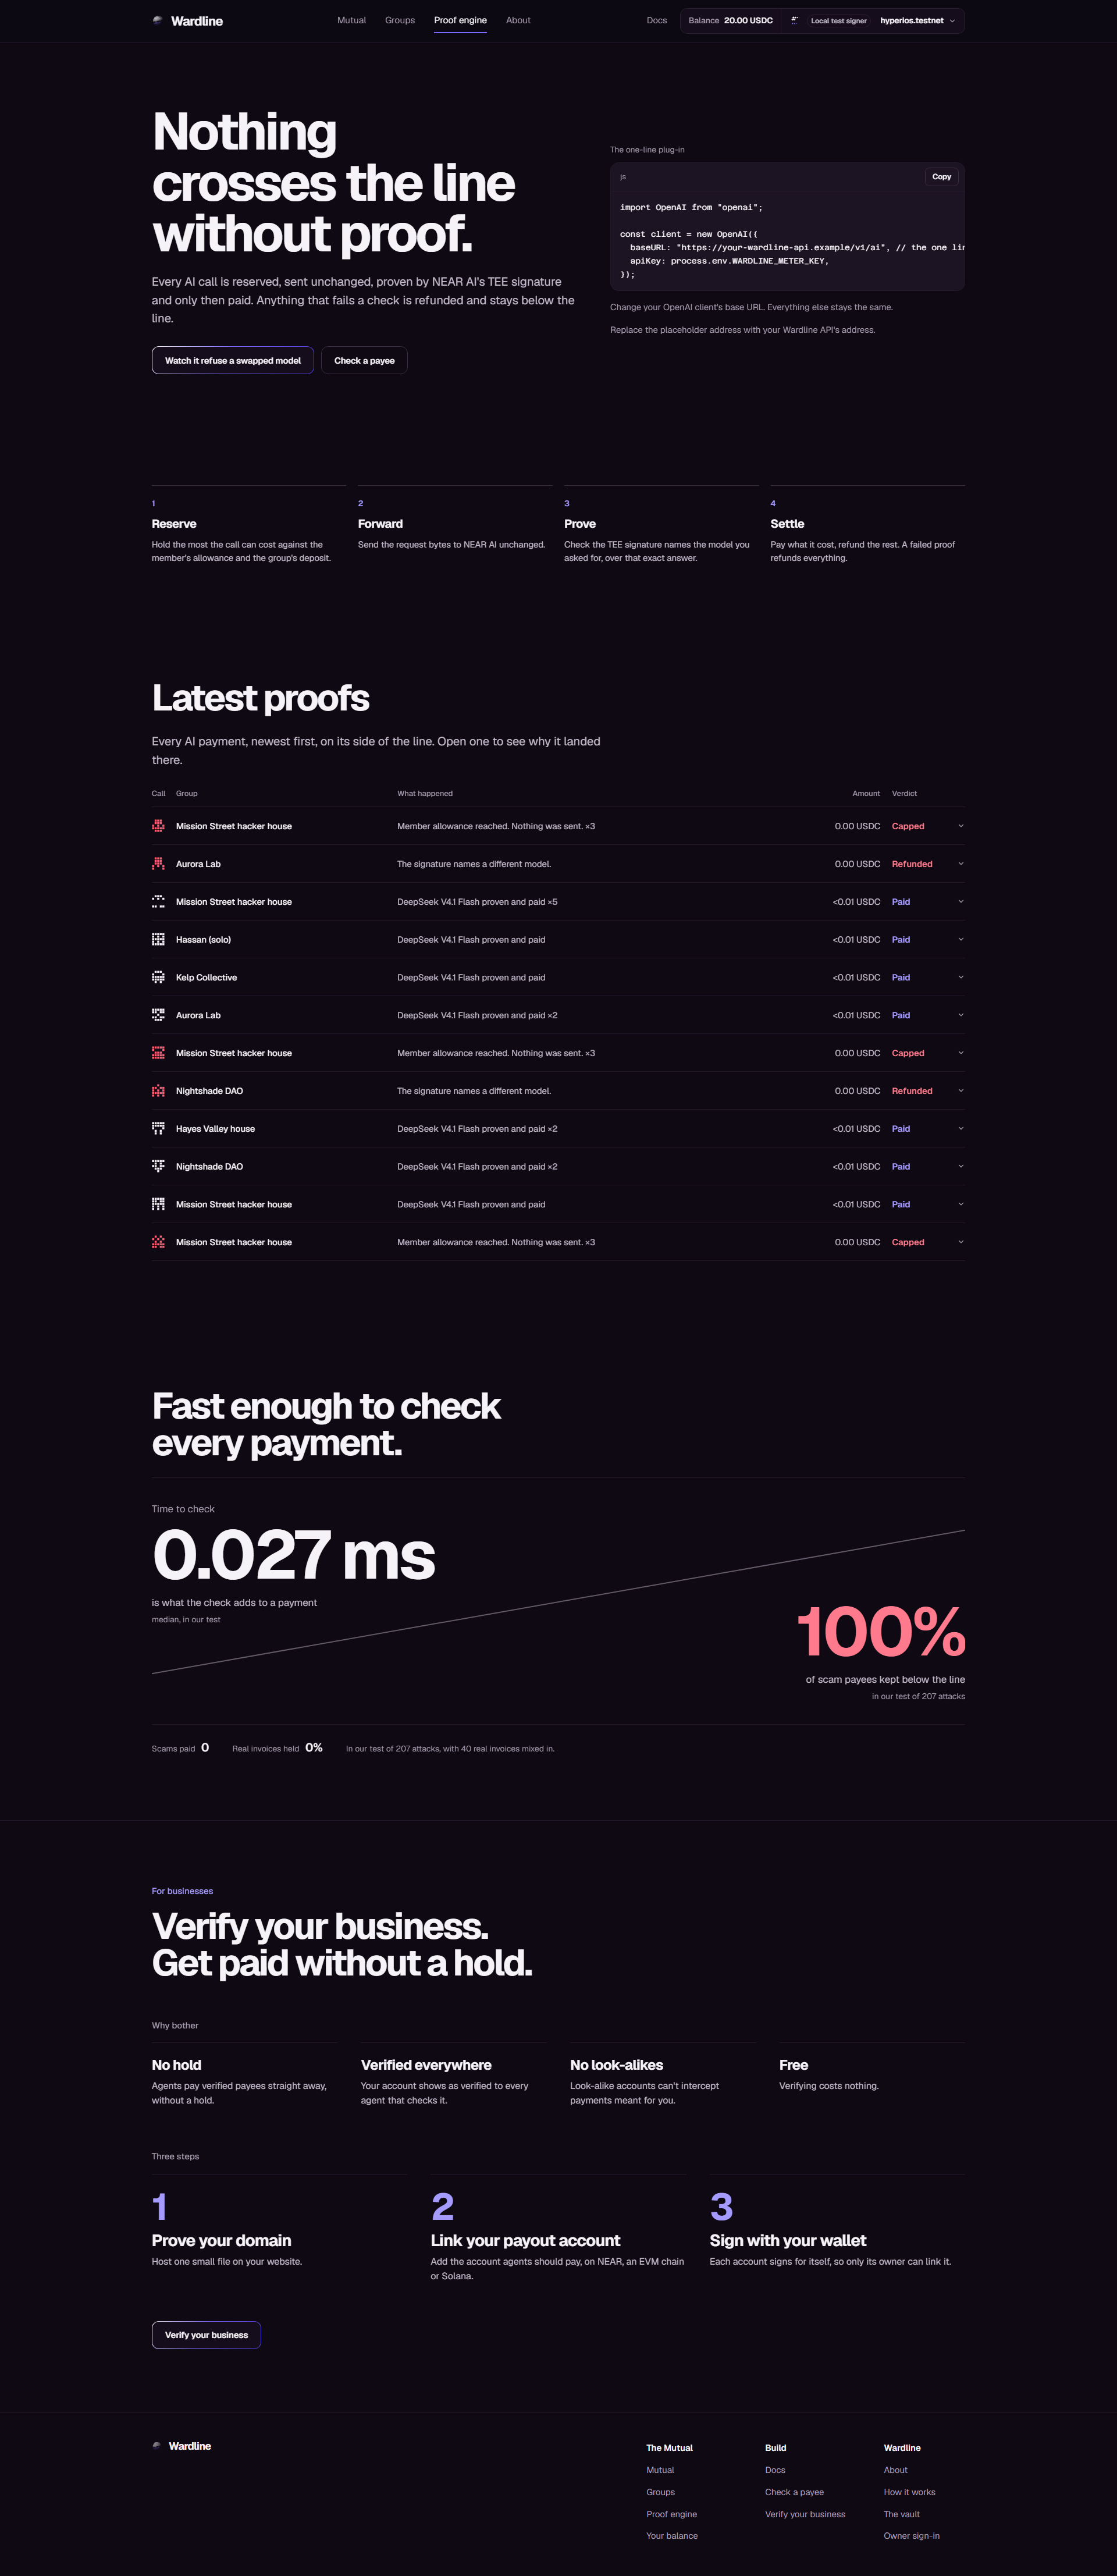 Wardline
Mutual Groups Proof engine About
Docs Balance 20.00 USDC Local test signer hyperios.testnet
Nothing
crosses the line
without proof.
Every AI call is reserved, sent unchanged, proven by NEAR AI's TEE signature
and only then paid. Anything that fails a check is refunded and stays below the
line.
Watch it refuse a swapped model Check a payee
The one-line plug-in
js Copy
import OpenAI from "openai";
const client = new OpenAI({
baseURL: "https://your-wardline-api.example/v1/ai", // the one lin
apiKey: process.env.WARDLINE_METER_KEY,
});
Change your OpenAI client's base URL. Everything else stays the same.
Replace the placeholder address with your Wardline API's address.
1
Reserve
Hold the most the call can cost against the
member's allowance and the group's deposit.
2
Forward
Send the request bytes to NEAR AI unchanged.
3
Prove
Check the TEE signature names the model you
asked for, over that exact answer.
4
Settle
Pay what it cost, refund the rest. A failed proof
refunds everything.
Latest proofs
Every AI payment, newest first, on its side of the line. Open one to see why it landed
there.
Call Group What happened Amount Verdict
Mission Street hacker house Member allowance reached. Nothing was sent. ×3 0.00 USDC Capped
Aurora Lab The signature names a different model. 0.00 USDC Refunded
Mission Street hacker house DeepSeek V4.1 Flash proven and paid ×5 <0.01 USDC Paid
Hassan (solo) DeepSeek V4.1 Flash proven and paid <0.01 USDC Paid
Kelp Collective DeepSeek V4.1 Flash proven and paid <0.01 USDC Paid
Aurora Lab DeepSeek V4.1 Flash proven and paid ×2 <0.01 USDC Paid
Mission Street hacker house Member allowance reached. Nothing was sent. ×3 0.00 USDC Capped
Nightshade DAO The signature names a different model. 0.00 USDC Refunded
Hayes Valley house DeepSeek V4.1 Flash proven and paid ×2 <0.01 USDC Paid
Nightshade DAO DeepSeek V4.1 Flash proven and paid ×2 <0.01 USDC Paid
Mission Street hacker house DeepSeek V4.1 Flash proven and paid <0.01 USDC Paid
Mission Street hacker house Member allowance reached. Nothing was sent. ×3 0.00 USDC Capped
Fast enough to check
every payment.
Time to check
0.027 ms
is what the check adds to a payment
median, in our test
100%
of scam payees kept below the line
in our test of 207 attacks
Scams paid 0 Real invoices held 0% In our test of 207 attacks, with 40 real invoices mixed in.
For businesses
Verify your business.
Get paid without a hold.
Why bother
No hold
Agents pay verified payees straight away,
without a hold.
Verified everywhere
Your account shows as verified to every
agent that checks it.
No look-alikes
Look-alike accounts can't intercept
payments meant for you.
Free
Verifying costs nothing.
Three steps
1
Prove your domain
Host one small file on your website.
2
Link your payout account
Add the account agents should pay, on NEAR, an EVM chain
or Solana.
3
Sign with your wallet
Each account signs for itself, so only its owner can link it.
Verify your business
Wardline
The Mutual
Mutual
Groups
Proof engine
Your balance
Build
Docs
Check a payee
Verify your business
Wardline
About
How it works
The vault
Owner sign-in